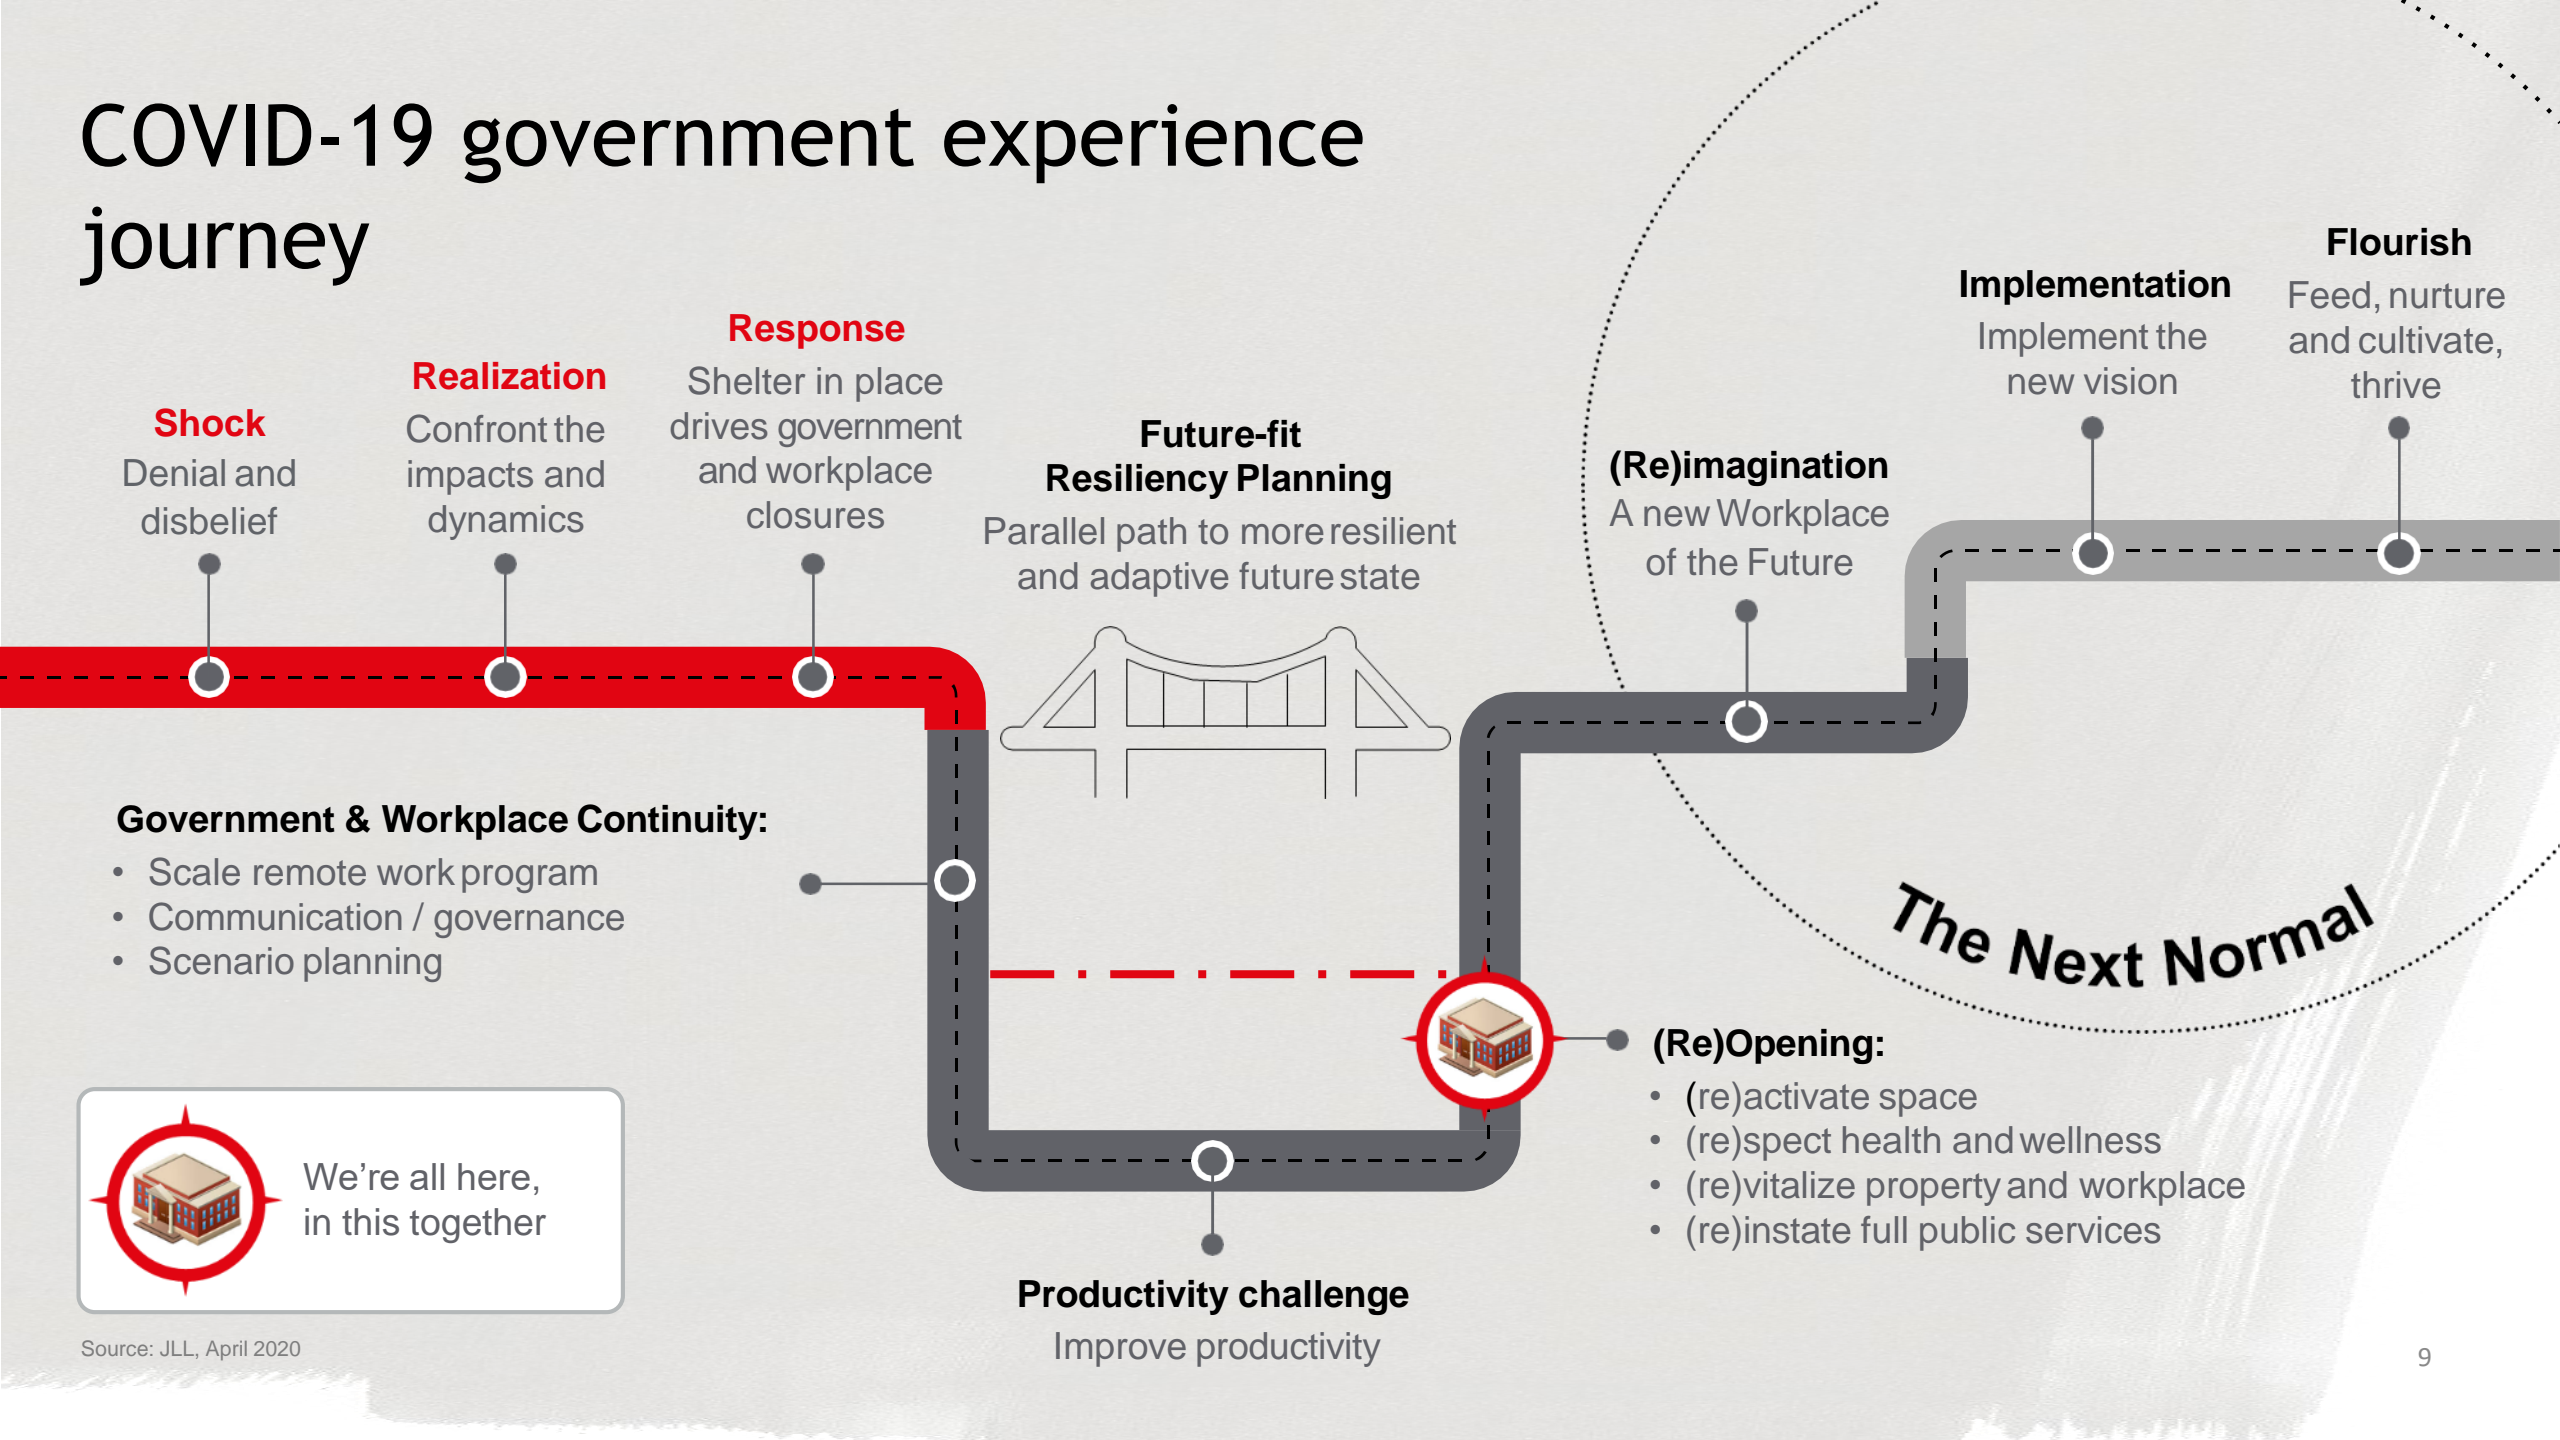 COVID-19 government experience
journey
Shock
Denial and
disbelief
Realization
Confront the
impacts and
dynamics
Response
Shelter in place
drives government
and workplace
closures
Future-fit
Resiliency Planning
Parallel path to more resilient
and adaptive future state
(Re)imagination
A new Workplace
of the Future
Implementation
Implement the
new vision
Flourish
Feed, nurture
and cultivate,
thrive
Government & Workplace Continuity:
• Scale remote work program
• Communication / governance
• Scenario planning
The Next Normal
(Re)Opening:
• (re)activate space
• (re)spect health and wellness
• (re)vitalize property and workplace
• (re)instate full public services
We're all here,
in this together
Productivity challenge
Improve productivity
Source: JLL, April 2020
9